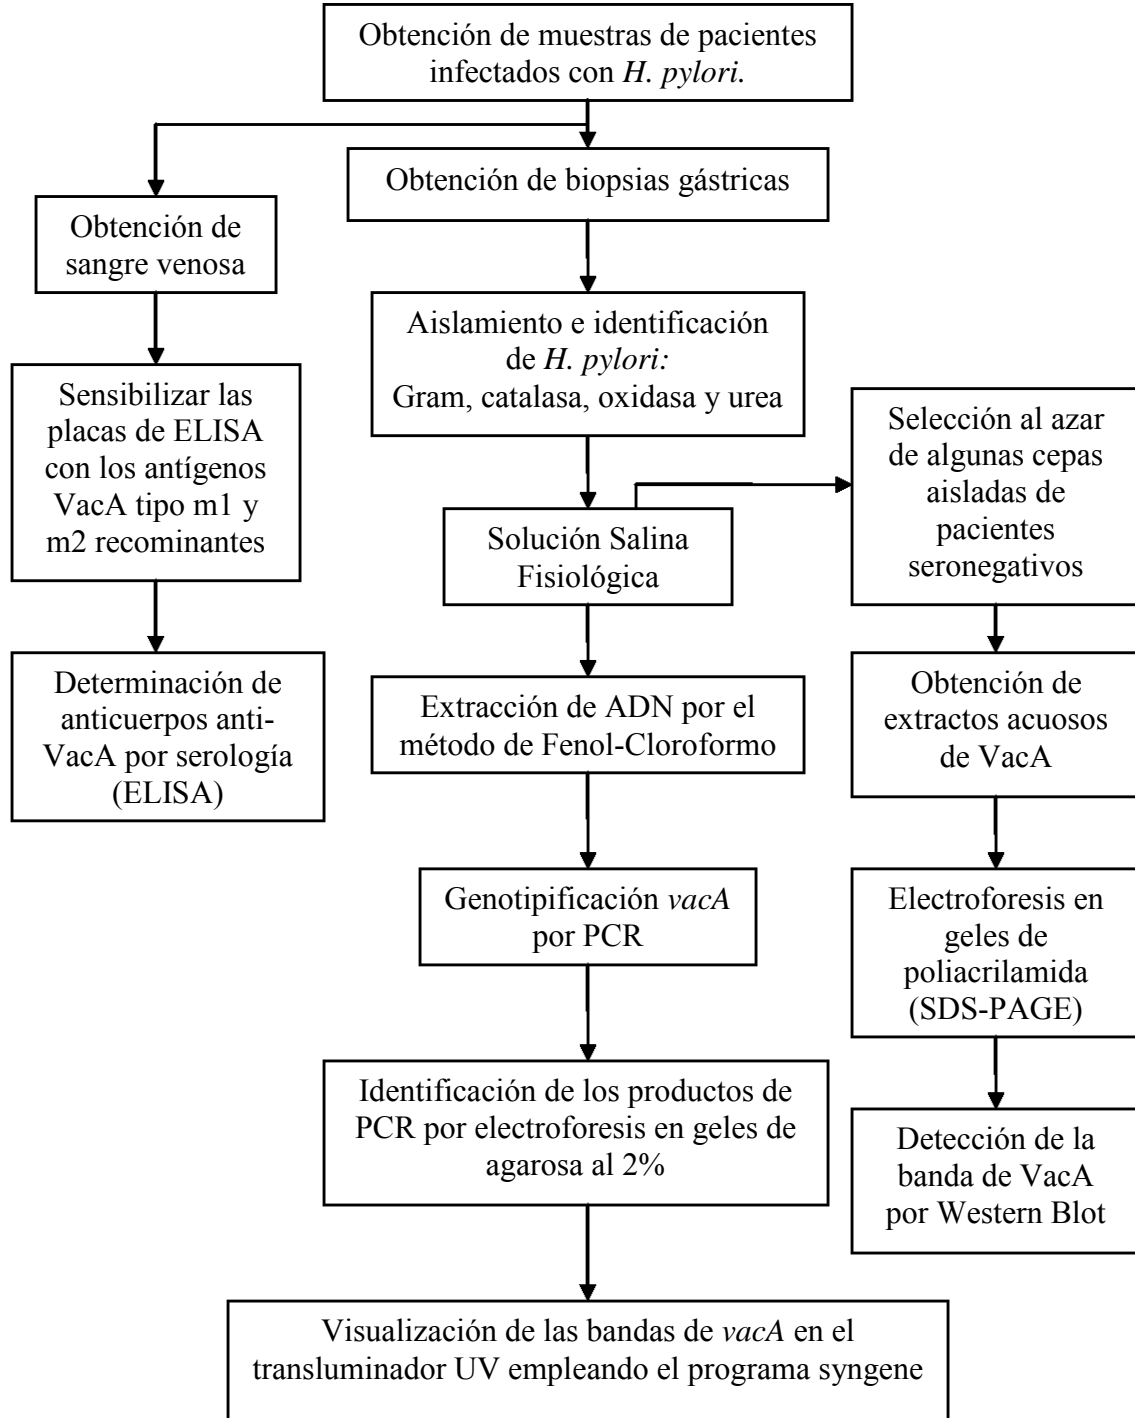 Obtención de muestras de pacientes
infectados con H. pylori.
Obtención de biopsias gástricas
Obtención de
sangre venosa
Aislamiento e identificación
de H. pylori:
Gram, catalasa, oxidasa y urea
Sensibilizar las
placas de ELISA
con los antígenos
VacA tipo m1 y
m2 recominantes
Selección al azar
de algunas cepas
aisladas de
pacientes
seronegativos
Solución Salina
Fisiológica
Determinación de
anticuerpos anti-
VacA por serología
(ELISA)
Extracción de ADN por el
método de Fenol-Cloroformo
Obtención de
extractos acuosos
de VacA
Genotipificación vacA
por PCR
Electroforesis en
geles de
poliacrilamida
(SDS-PAGE)
Identificación de los productos de
PCR por electroforesis en geles de
agarosa al 2%
Detección de la
banda de VacA
por Western Blot
Visualización de las bandas de vacA en el
transluminador UV empleando el programa syngene